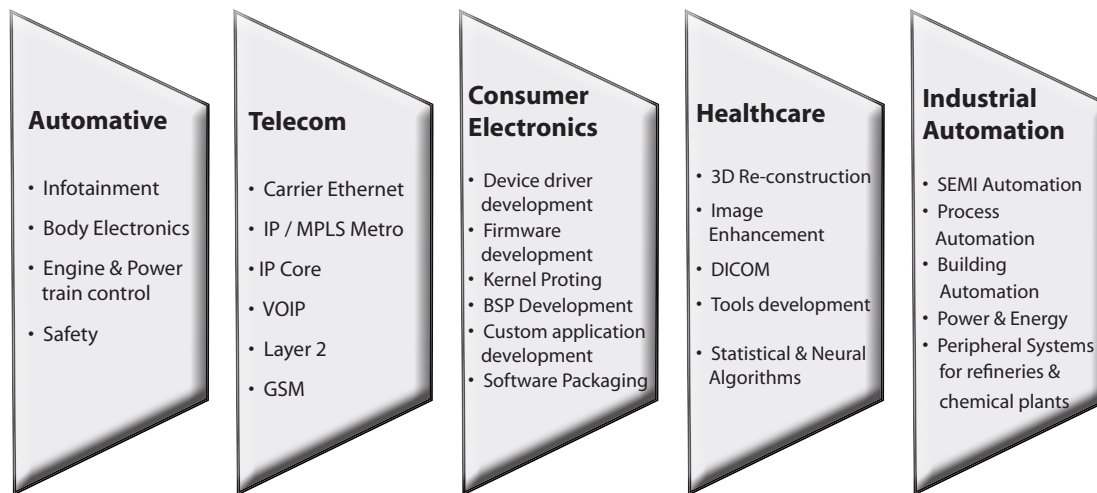 Automative
• Infotainment
• Body Electronics
• Engine & Power
train control
• Safety
Telecom
• Carrier Ethernet
• IP / MPLS Metro
• IP Core
• VOIP
• Layer 2
• GSM
Consumer
Electronics
• Device driver
development
• Firmware
development
• Kernel Proting
• BSP Development
• Custom application
development
• Software Packaging
Healthcare
• 3D Re-construction
• Image
Enhancement
• DICOM
• Tools development
• Statistical & Neural
Algorithms
Industrial
Automation
• SEMI Automation
• Process
Automation
• Building
Automation
• Power & Energy
• Peripheral Systems
for refineries &
chemical plants